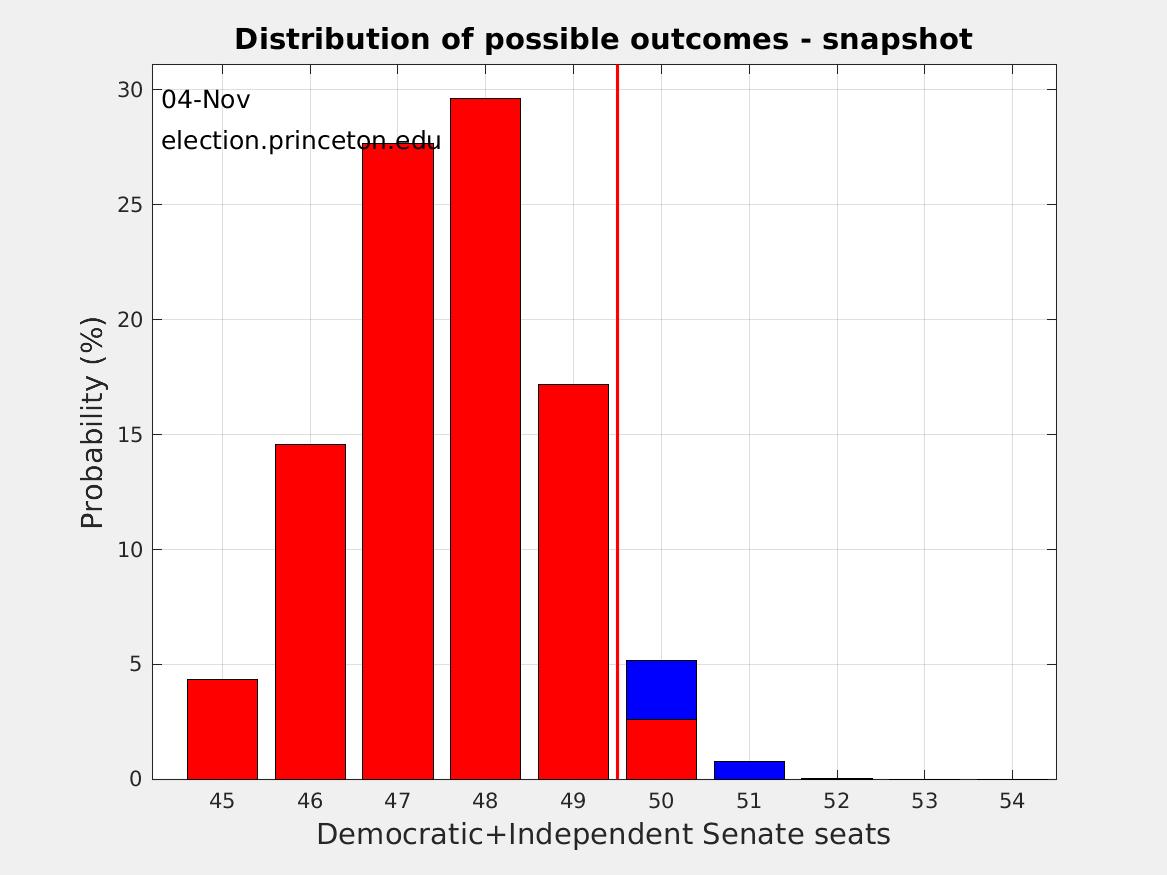 Distribution of possible outcomes - snapshot
04-Nov
election.princeton.edu
30
25
20
15
10
5
0
Probability (%)
45 46 47 48 49 50 51 52 53 54
Democratic+Independent Senate seats